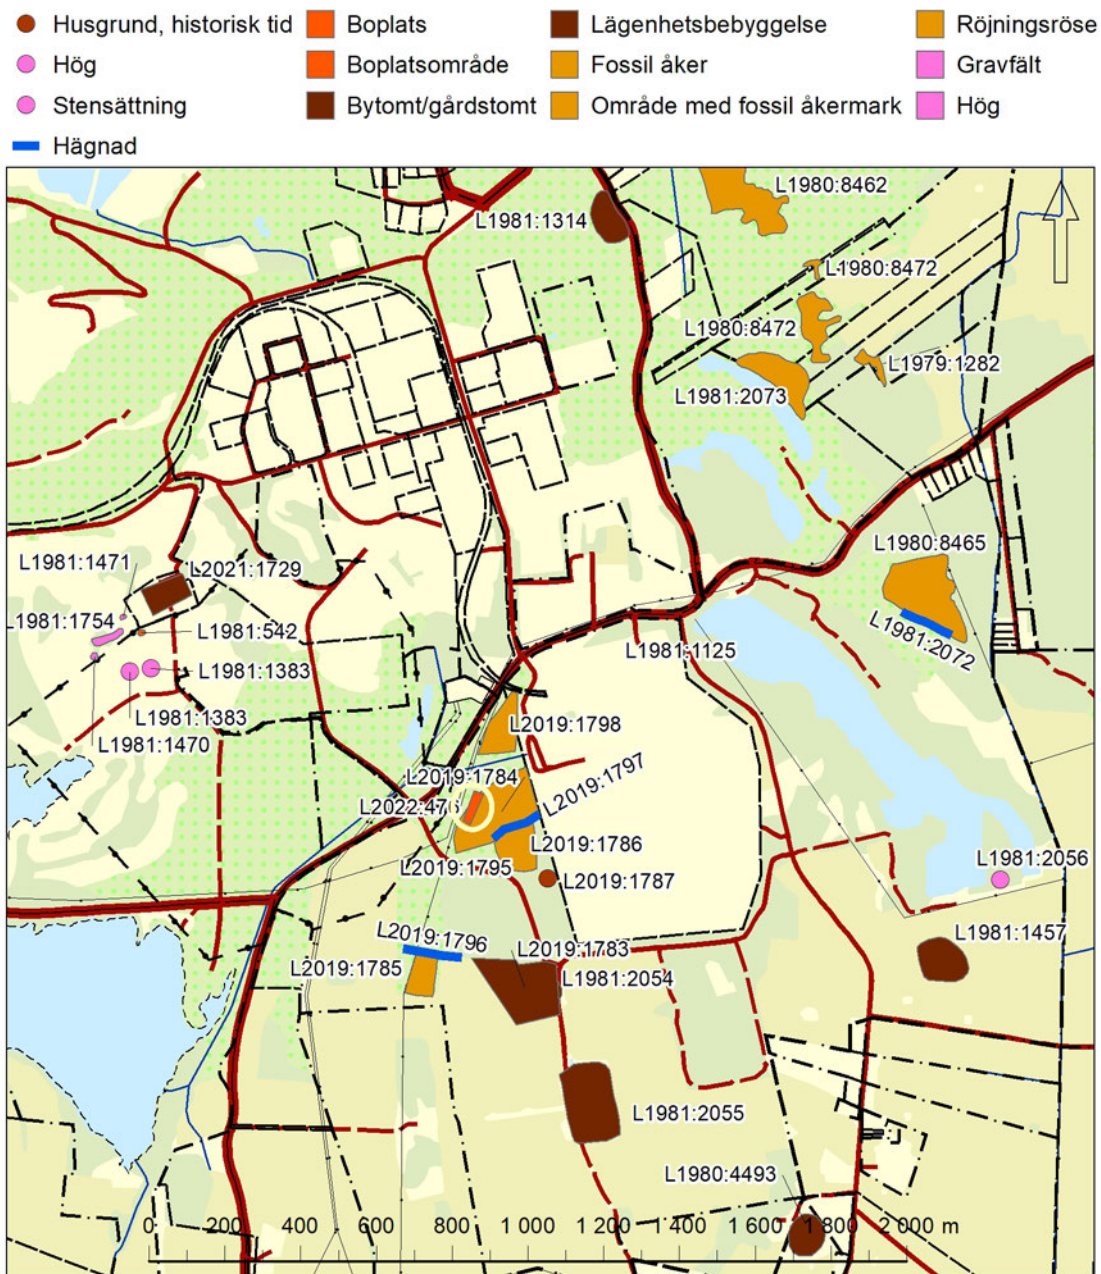 Husgrund, historisk tid
Boplats
Lägenhetsbebyggelse
Röjningsröse
Hög
Boplatsområde
Fossil åker
Gravfält
Stensättning
Bytomt/gårdstomt
Område med fossil åkermark
Hög
Hägnad
L1980:8462
L1981:1314
L1980:8472
L1980:8472
L1979:1282
L1981:2073
L1980:8465
L1981:1471
L2021:1729
L1981:1754
L1981:542
L1981:2072
L1981:1125
L1981:1383
L1981:1383
L2019:1798
L1981:1470
L2019:1784
L2019:1797
L2022:476
L2019:1786
L2019:1795
L1981:2056
L2019:1787
L1981:1457
L2019:1796
L2019:1783
L2019:1785
L1981:2054
L1981:2055
L1980:4493
0 200 400 600 800 1 000 1 200 1 400 1 600 1 800 2 000 m